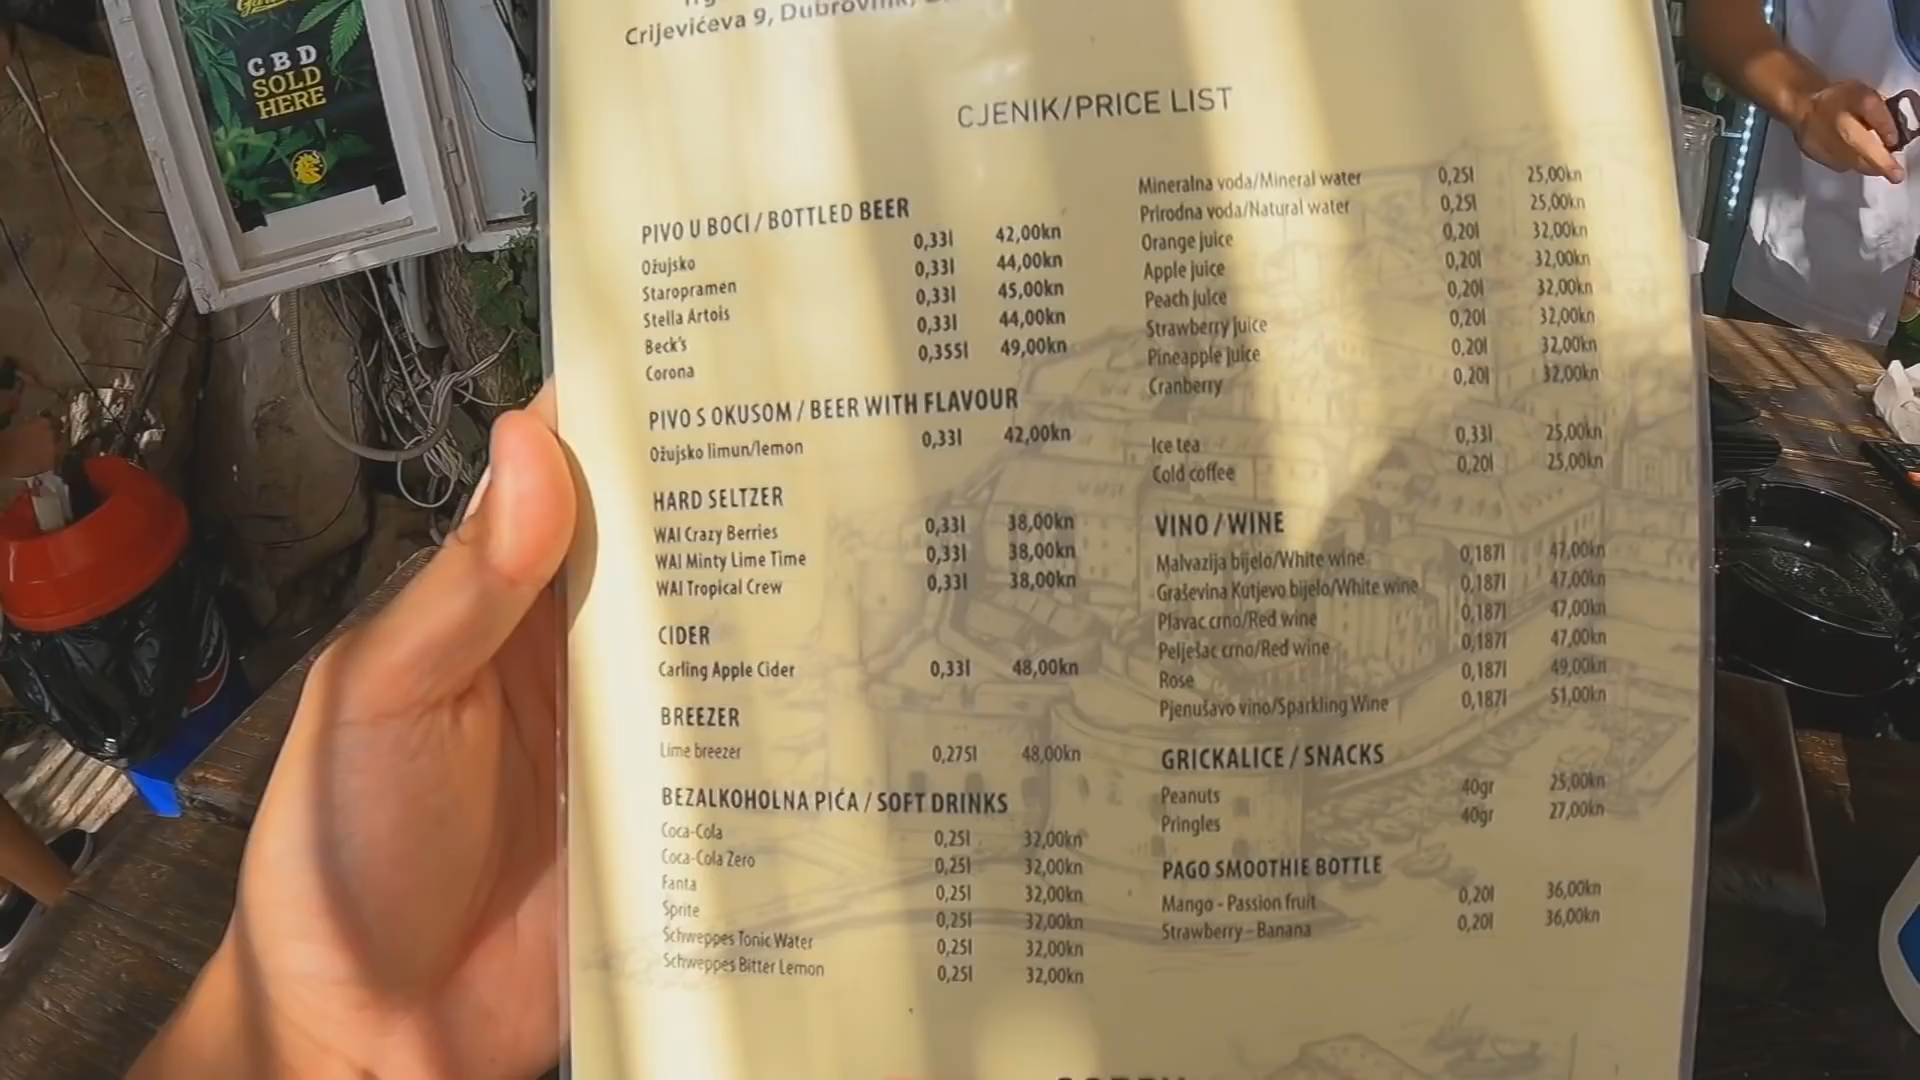 CBD
SOLD
HERE
Crijevićeva 9, Dubrovnik,
CJENIK/PRICE LIST
PIVO U BOCI / BOTTLED BEER
Ožujsko 0,33l 42,00kn
Staropramen 0,33l 44,00kn
Stella Artois 0,33l 45,00kn
Beck's 0,33l 44,00kn
Corona 0,355l 49,00kn
PIVO S OKUSOM / BEER WITH FLAVOUR
Ožujsko limun/lemon 0,33l 42,00kn
HARD SELTZER
WAI Crazy Berries 0,33l 38,00kn
WAI Minty Lime Time 0,33l 38,00kn
WAI Tropical Crew 0,33l 38,00kn
CIDER
Carling Apple Cider 0,33l 48,00kn
BREEZER
Lime breezer 0,275l 48,00kn
BEZALKOHOLNA PIĆA / SOFT DRINKS
Coca-Cola 0,25l 32,00kn
Coca-Cola Zero 0,25l 32,00kn
Fanta 0,25l 32,00kn
Sprite 0,25l 32,00kn
Schweppes Tonic Water 0,25l 32,00kn
Schweppes Bitter Lemon 0,25l 32,00kn
Mineralna voda/Mineral water 0,25l 25,00kn
Prirodna voda/Natural water 0,25l 25,00kn
Orange juice 0,20l 32,00kn
Apple juice 0,20l 32,00kn
Peach juice 0,20l 32,00kn
Strawberry juice 0,20l 32,00kn
Pineapple juice 0,20l 32,00kn
Cranberry 0,20l 32,00kn
Ice tea 0,33l 25,00kn
Cold coffee 0,20l 25,00kn
VINO / WINE
Malvazija bijelo/White wine 0,187l 47,00kn
Graševina Kutjevo bijelo/White wine 0,187l 47,00kn
Plavac crno/Red wine 0,187l 47,00kn
Pelješac crno/Red wine 0,187l 47,00kn
Rose 0,187l 49,00kn
Pjenušavo vino/Sparkling Wine 0,187l 51,00kn
GRICKALICE / SNACKS
Peanuts 40gr 25,00kn
Pringles 40gr 27,00kn
PAGO SMOOTHIE BOTTLE
Mango - Passion fruit 0,20l 36,00kn
Strawberry - Banana 0,20l 36,00kn